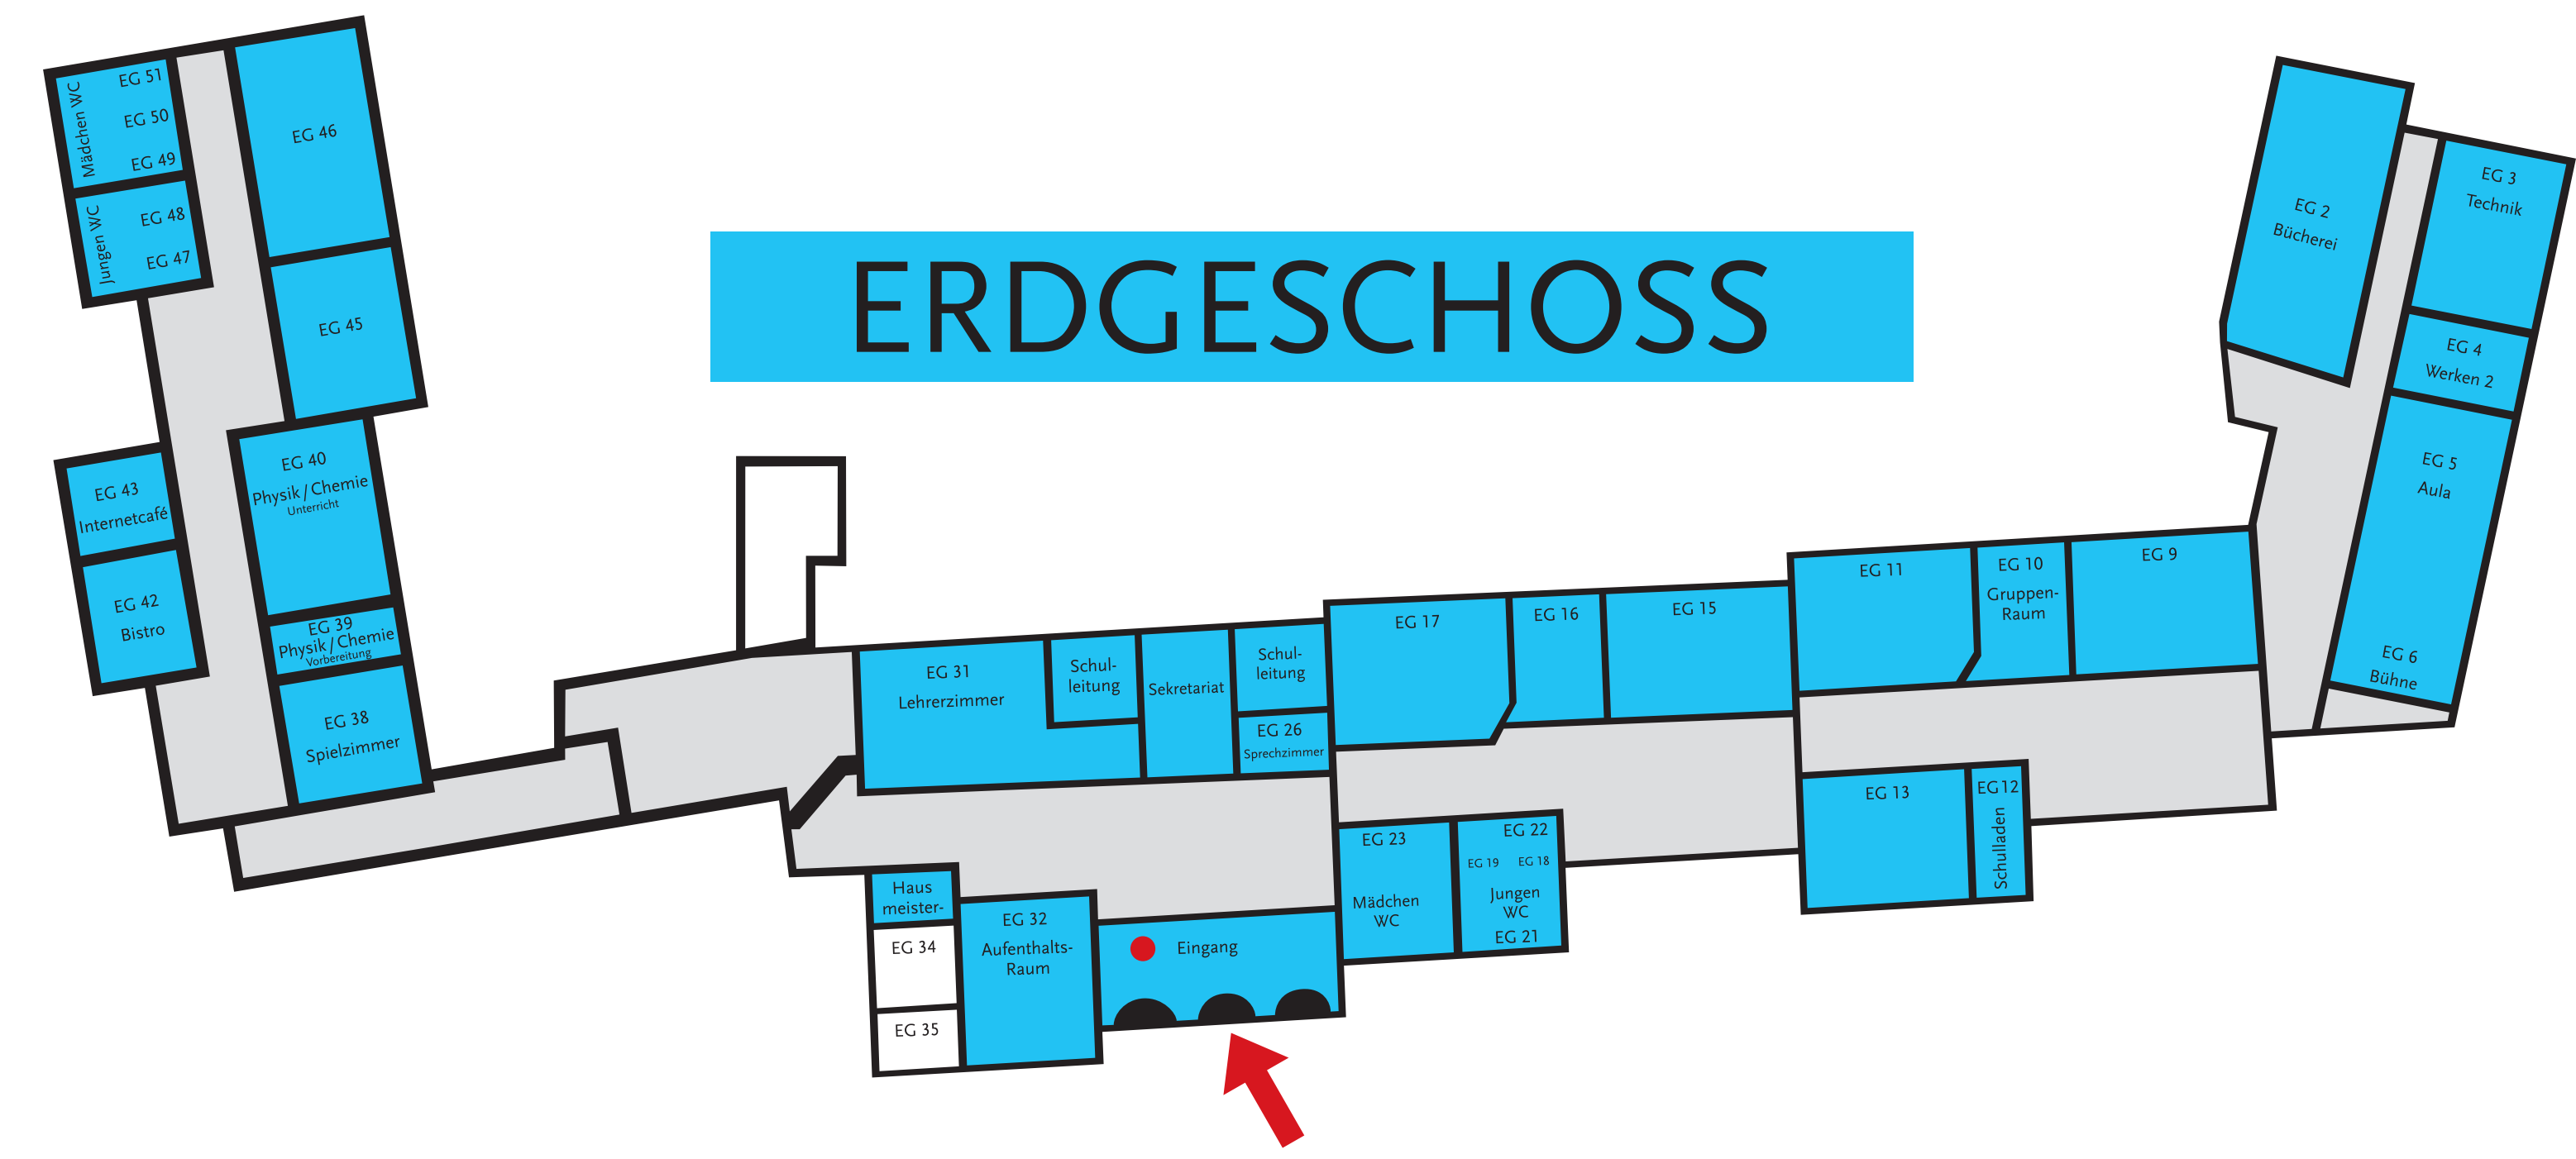 ERDGESCHOSS
Mädchen WC
EG 51
EG 50
EG 49
Jungen WC
EG 48
EG 47
EG 46
EG 45
EG 43
Internetcafé
EG 42
Bistro
EG 40
Physik / Chemie
Unterricht
EG 39
Physik / Chemie
Vorbereitung
EG 38
Spielzimmer
EG 31
Lehrerzimmer
Schul-
leitung
Sekretariat
Schul-
leitung
EG 26
Sprechzimmer
Haus
meister-
EG 34
EG 35
EG 32
Aufenthalts-
Raum
Eingang
EG 17
EG 16
EG 15
EG 23
Mädchen
WC
EG 22
EG 19
EG 18
Jungen
WC
EG 21
EG 11
EG 10
Gruppen-
Raum
EG 9
EG 13
EG 12
Schulladen
EG 2
Bücherei
EG 3
Technik
EG 4
Werken 2
EG 5
Aula
EG 6
Bühne